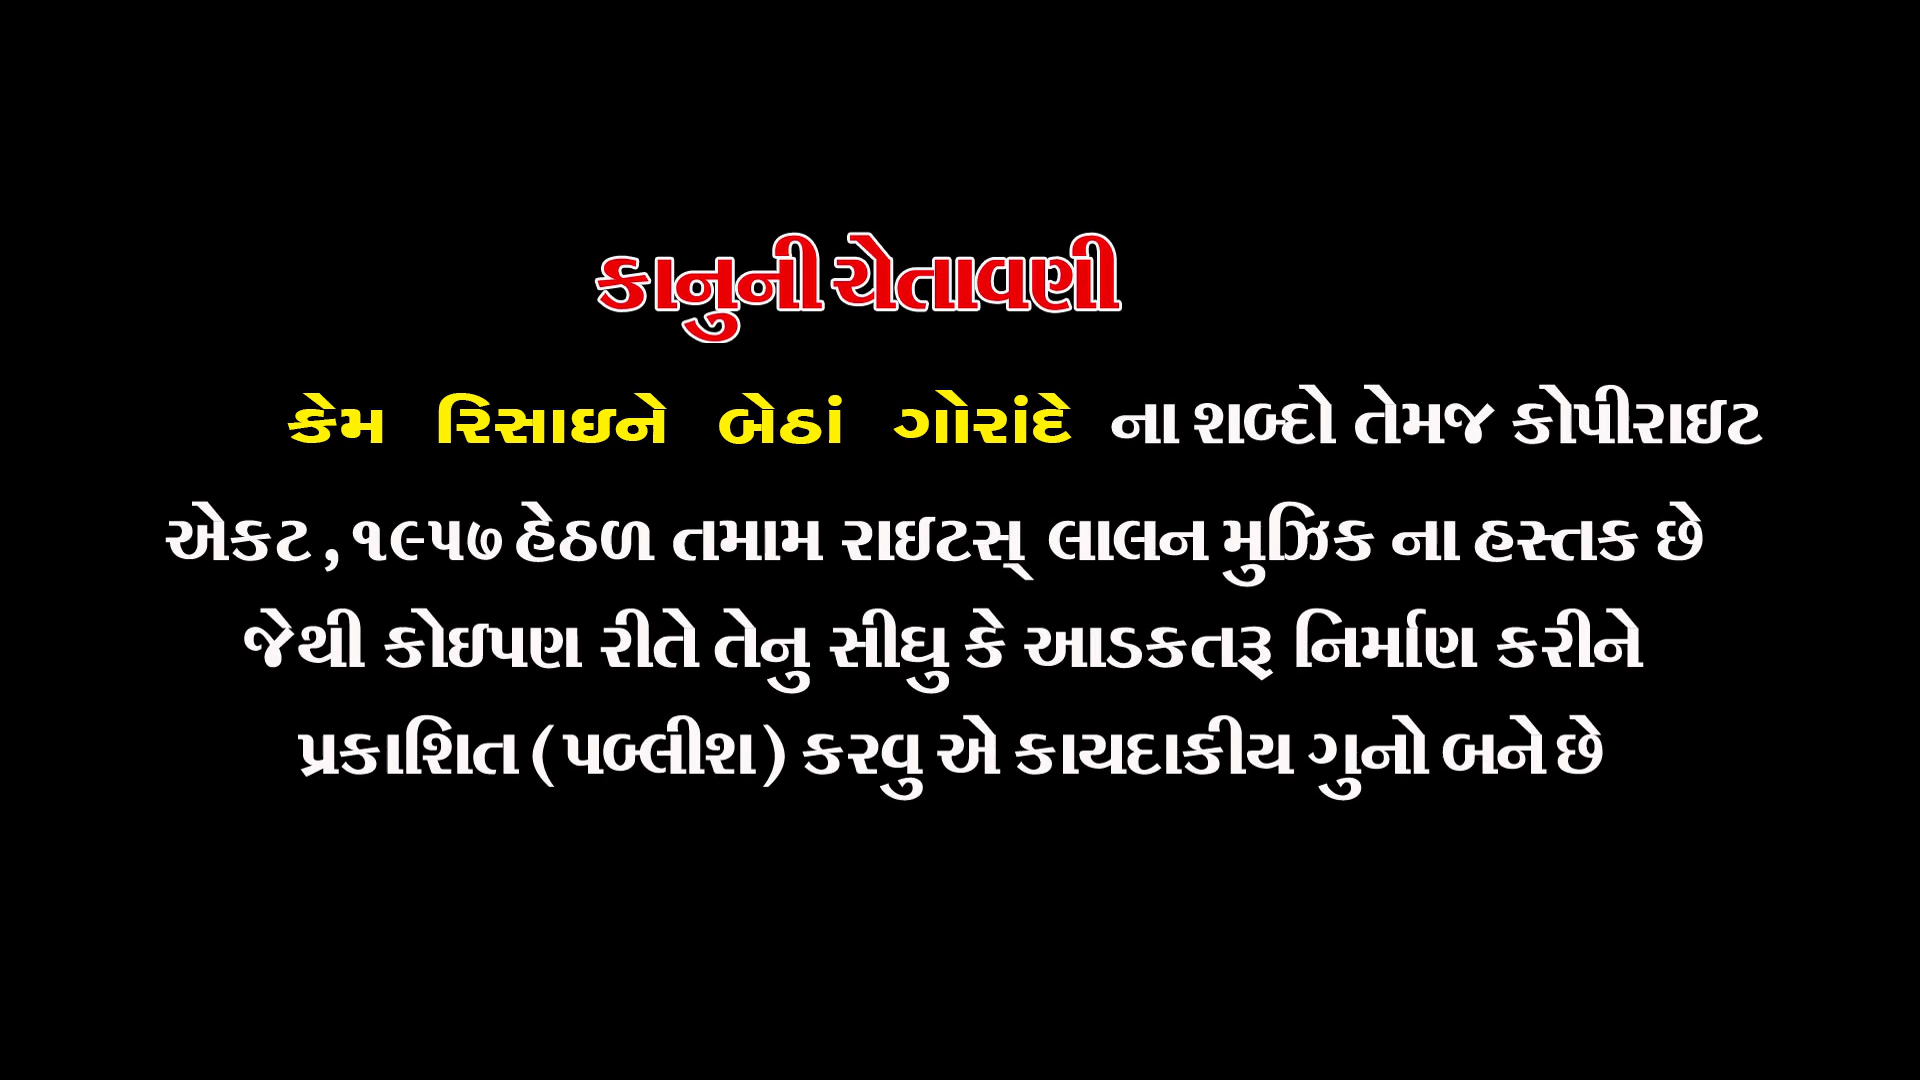 કાનુની ચેતાવણી
કેમ રિસાઇને બેઠાં ગોરાંદે ના શબ્દો તેમજ કોપીરાઇટ
એકટ , ૧૯૫૭ હેઠળ તમામ રાઇટસ્ લાલન મુઝિક ના હસ્તક છે
જેથી કોઇપણ રીતે તેનુ સીઘુ કે આડકતરૂ નિર્માણ કરીને
પ્રકાશિત ( પબ્લીશ ) કરવુ એ કાયદાકીય ગુનો બને છે